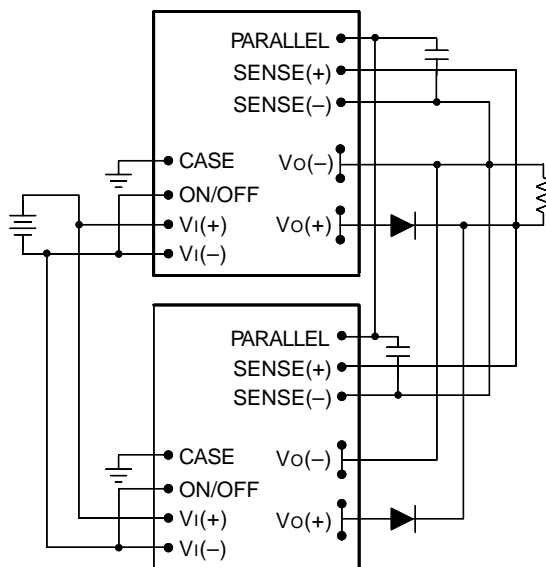 PARALLEL
SENSE(+)
SENSE(–)
CASE
VO(–)
ON/OFF
VI(+)
VO(+)
VI(–)
PARALLEL
SENSE(+)
SENSE(–)
CASE
VO(–)
ON/OFF
VI(+)
VO(+)
VI(–)